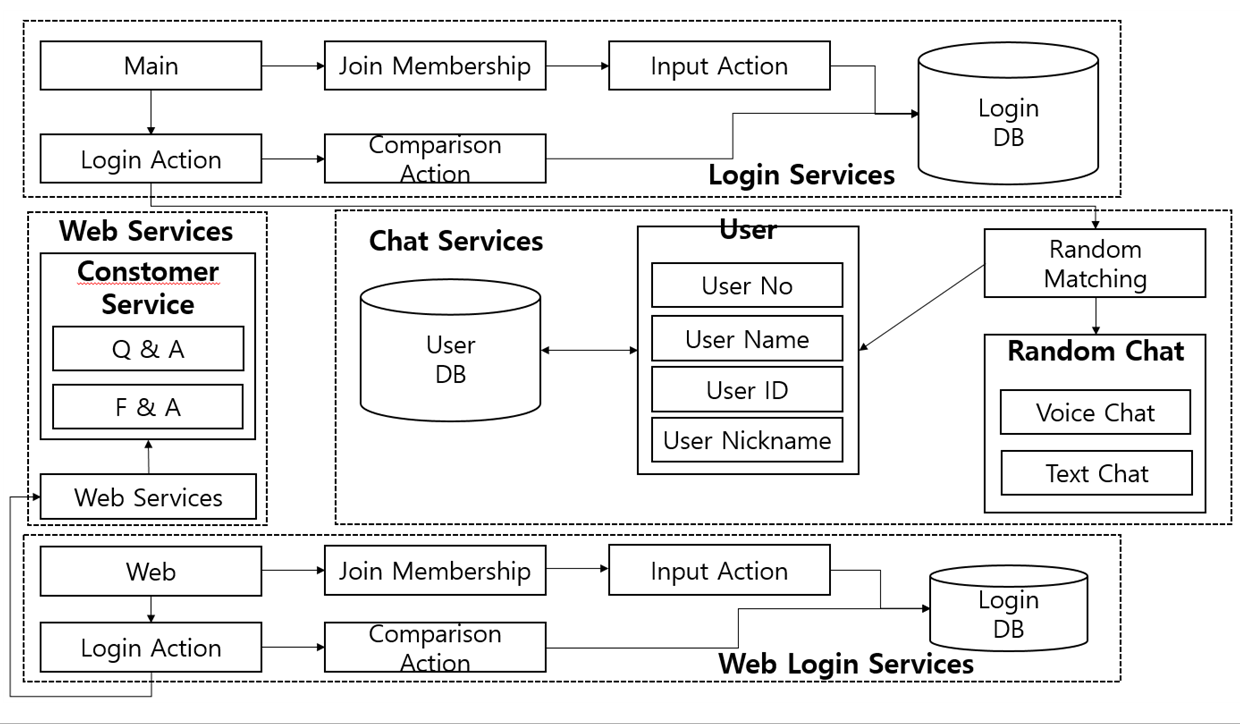 Main
Join Membership
Input Action
Login
DB
Login Action
Comparison
Action
Login Services
Web Services
Constomer
Service
Q & A
F & A
Web Services
Chat Services
User
DB
User
User No
User Name
User ID
User Nickname
Random
Matching
Random Chat
Voice Chat
Text Chat
Web
Join Membership
Input Action
Login
DB
Login Action
Comparison
Action
Web Login Services